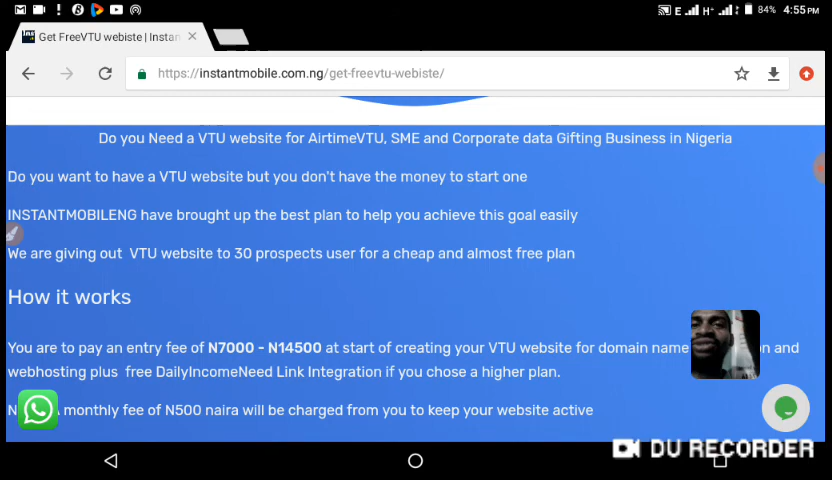 84% 4:55PM
Get FreeVTU webiste | Instan
https://instantmobile.com.ng/get-freevtu-webiste/
Do you Need a VTU website for AirtimeVTU, SME and Corporate data Gifting Business in Nigeria
Do you want to have a VTU website but you don't have the money to start one
INSTANTMOBILENG have brought up the best plan to help you achieve this goal easily
We are giving out VTU website to 30 prospects user for a cheap and almost free plan
How it works
You are to pay an entry fee of N7000 - N14500 at start of creating your VTU website for domain name and
webhosting plus free DailyIncomeNeed Link Integration if you chose a higher plan.
monthly fee of N500 naira will be charged from you to keep your website active
DU RECORDER